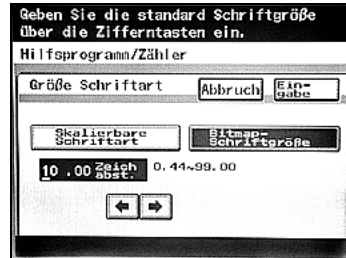 Geben Sie die standard Schriftgröße
über die Zifferntasten ein.
Hilfsprogramm/Zähler
Größe Schriftart
Abbruch
Ein-
gabe
Skalierbare
Schriftart
Bitmap-
Schriftgröße
10.00 Zeich
abst.
0.44~99.00